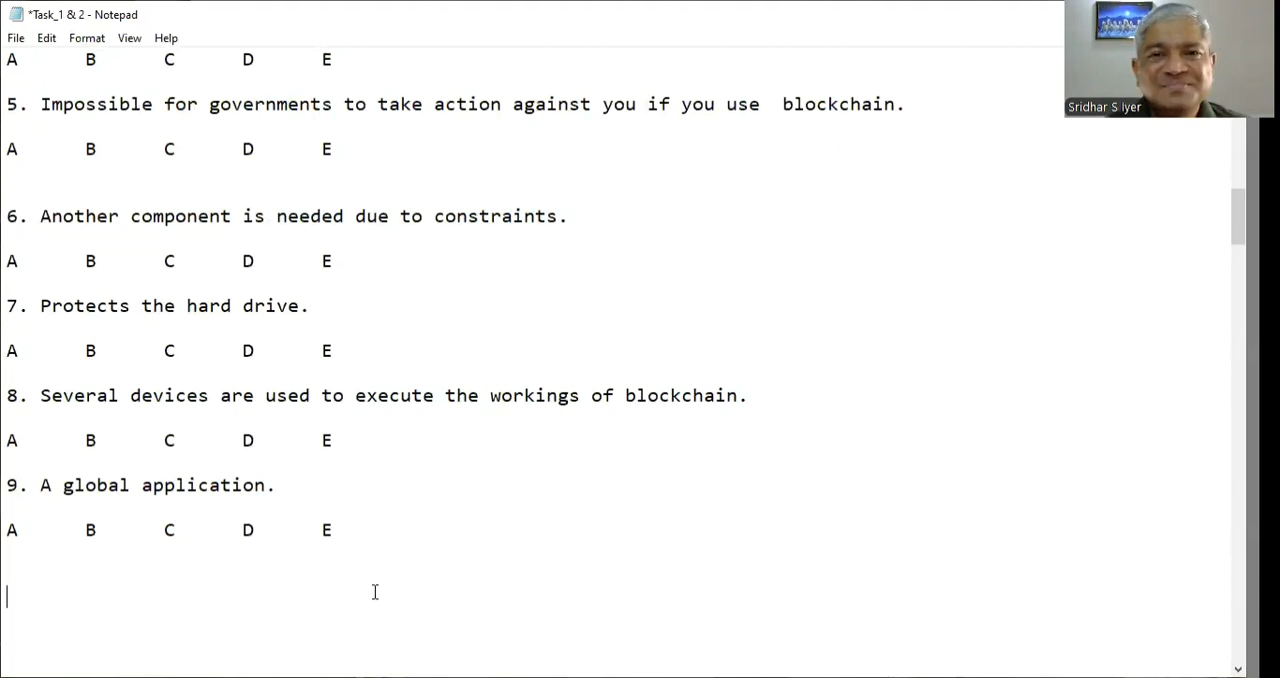 *Task_1 & 2 - Notepad
File Edit Format View Help
A B C D E
5. Impossible for governments to take action against you if you use  blockchain.
A B C D E
6. Another component is needed due to constraints.
A B C D E
7. Protects the hard drive.
A B C D E
8. Several devices are used to execute the workings of blockchain.
A B C D E
9. A global application.
A B C D E
Sridhar S Iyer